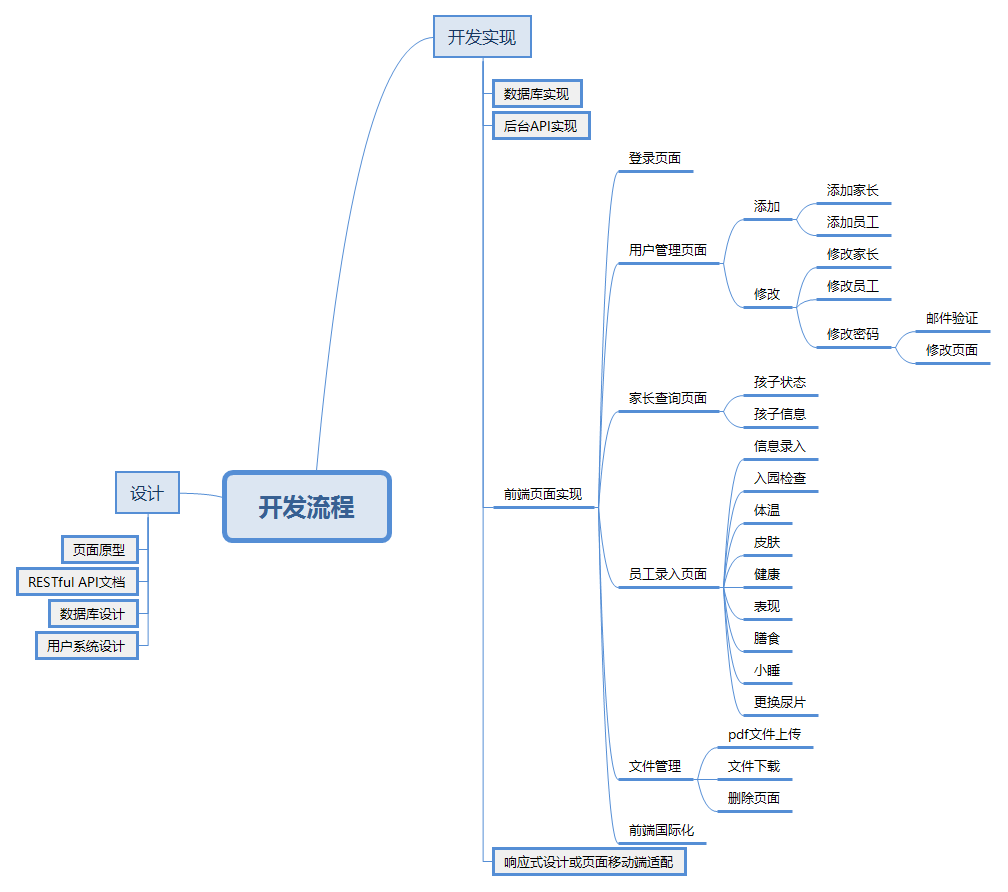 开发流程
设计
页面原型
RESTful API文档
数据库设计
用户系统设计
开发实现
数据库实现
后台API实现
前端页面实现
登录页面
用户管理页面
添加
添加家长
添加员工
修改
修改家长
修改员工
修改密码
邮件验证
修改页面
家长查询页面
孩子状态
孩子信息
员工录入页面
信息录入
入园检查
体温
皮肤
健康
表现
膳食
小睡
更换尿片
文件管理
pdf文件上传
文件下载
删除页面
前端国际化
响应式设计或页面移动端适配